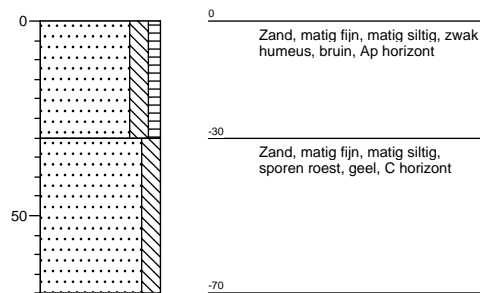 0
0
Zand, matig fijn, matig siltig, zwak
humeus, bruin, Ap horizont
-30
Zand, matig fijn, matig siltig,
sporen roest, geel, C horizont
50
-70